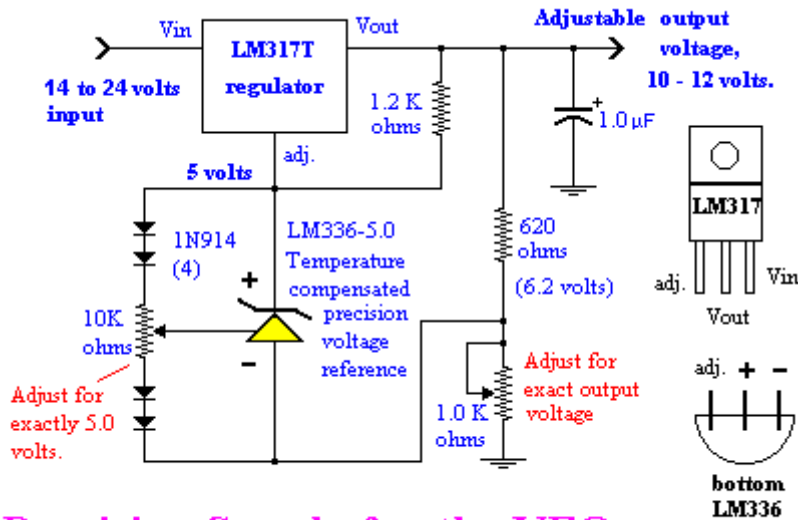 Vin
LM317T
regulator
Vout
Adjustable output
voltage,
10 - 12 volts.
14 to 24 volts
input
1.2 K
ohms
+
1.0 µF
adj.
5 volts
LM317
1N914
(4)
LM336-5.0
Temperature
compensated
precision
voltage
reference
+
−
620
ohms
(6.2 volts)
adj.
Vin
Vout
10K
ohms
Adjust for
exactly 5.0
volts.
Adjust for
exact output
voltage
1.0 K
ohms
adj. + −
bottom
LM336